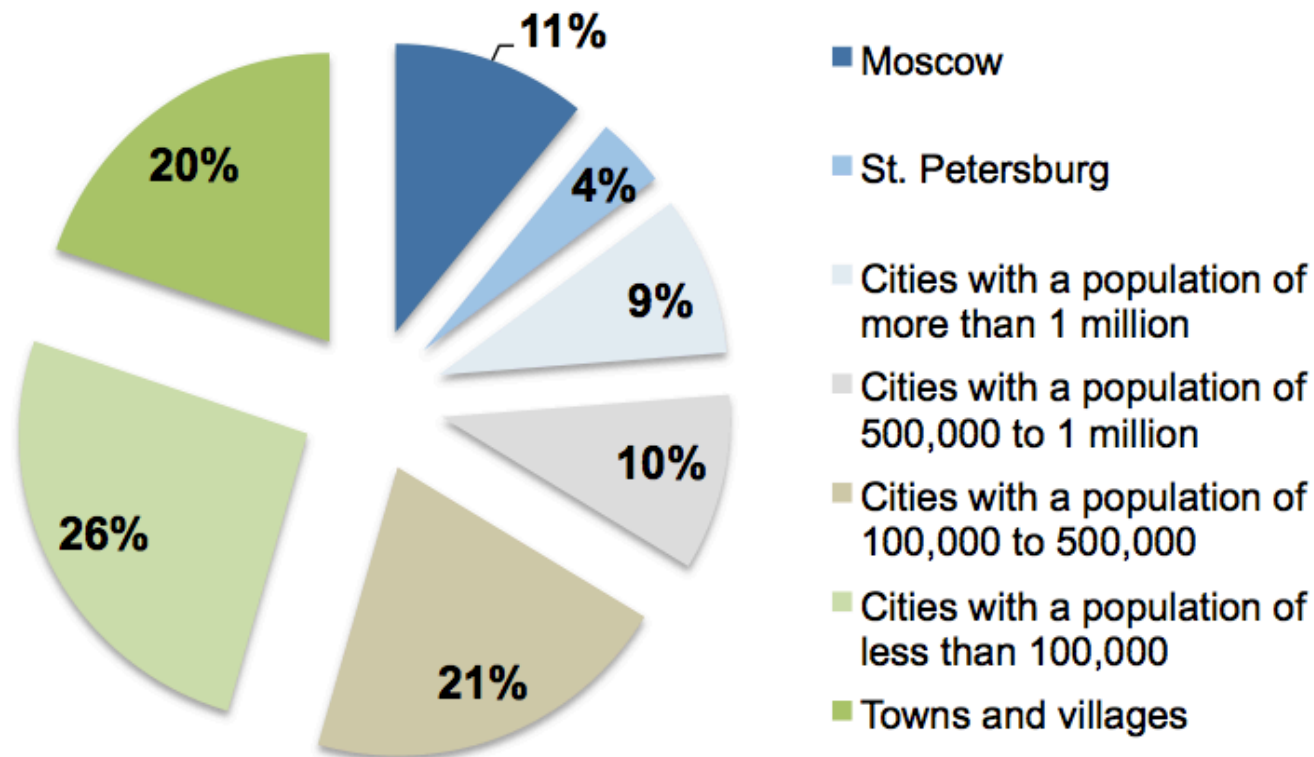 11%
4%
9%
10%
21%
26%
20%
Moscow
St. Petersburg
Cities with a population of
more than 1 million
Cities with a population of
500,000 to 1 million
Cities with a population of
100,000 to 500,000
Cities with a population of
less than 100,000
Towns and villages